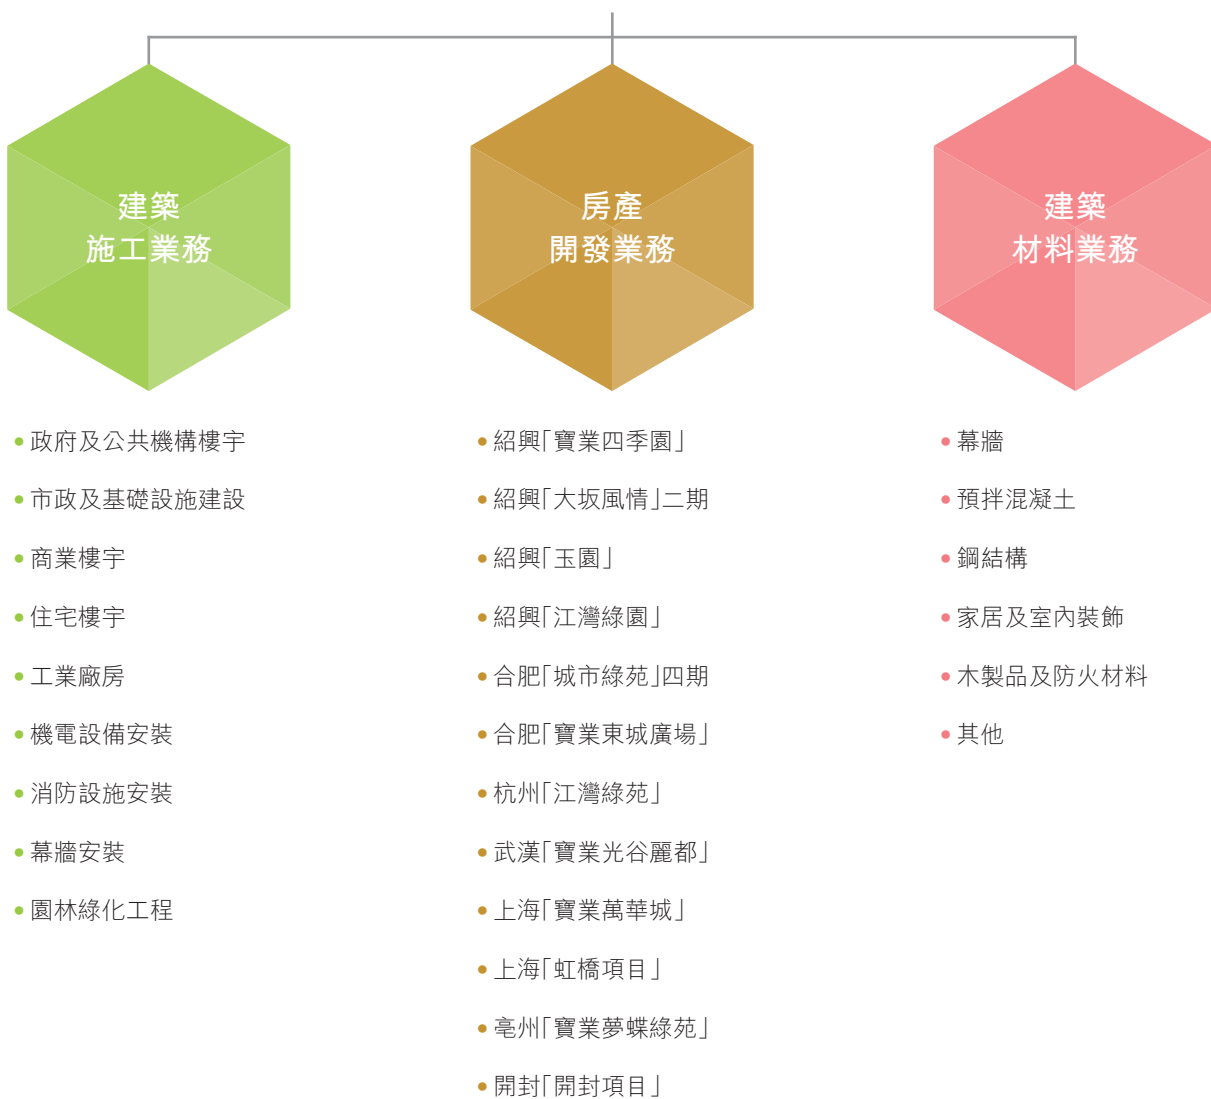 建築
施工業務
房產
開發業務
建築
材料業務
政府及公共機構樓宇
市政及基礎設施建設
商業樓宇
住宅樓宇
工業廠房
機電設備安裝
消防設施安裝
幕牆安裝
園林綠化工程
紹興「寶業四季園」
紹興「大坂風情」二期
紹興「玉園」
紹興「江灣綠園」
合肥「城市綠苑」四期
合肥「寶業東城廣場」
杭州「江灣綠苑」
武漢「寶業光谷麗都」
上海「寶業萬華城」
上海「虹橋項目」
亳州「寶業夢蝶綠苑」
開封「開封項目」
幕牆
預拌混凝土
鋼結構
家居及室內裝飾
木製品及防火材料
其他